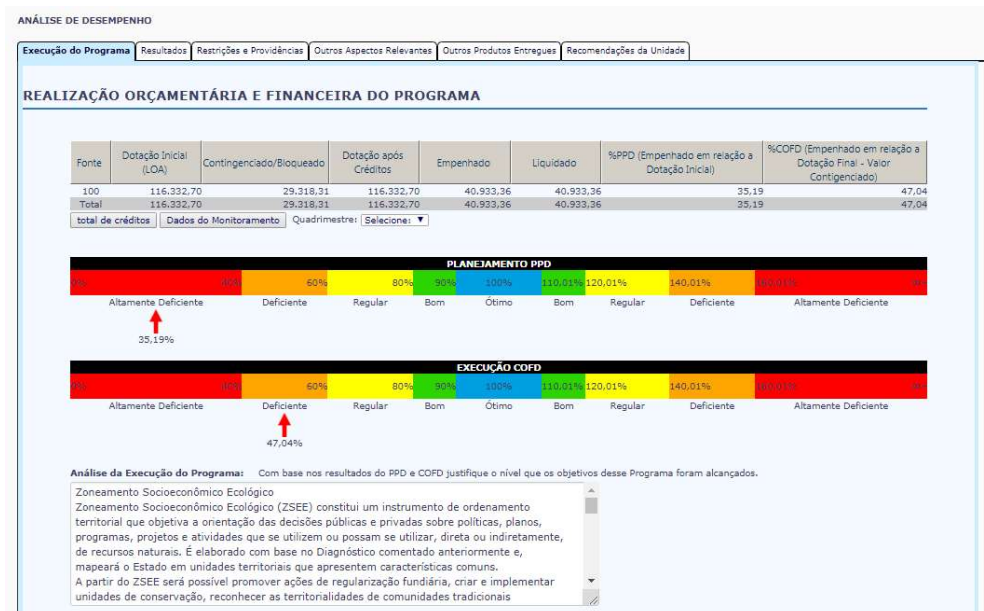 ANÁLISE DE DESEMPENHO
Execução do Programa Resultados Restrições e Providências Outros Aspectos Relevantes Outros Produtos Entregues Recomendações da Unidade
REALIZAÇÃO ORÇAMENTÁRIA E FINANCEIRA DO PROGRAMA
Fonte Dotação Inicial (LOA) Contingenciado/Bloqueado Dotação após Créditos Empenhado Liquidado %PPD (Empenhado em relação a Dotação Inicial) %COFD (Empenhado em relação a Dotação Final - Valor Contigenciado)
100 116.332,70 29.318,31 116.332,70 40.933,36 40.933,36 35,19 47,04
Total 116.332,70 29.318,31 116.332,70 40.933,36 40.933,36 35,19 47,04
total de créditos Dados do Monitoramento Quadrimestre: Selecione:
PLANEJAMENTO PPD
0% 40% 60% 80% 90% 100% 110,01% 120,01% 140,01% 160,01%
Altamente Deficiente Deficiente Regular Bom Ótimo Bom Regular Deficiente Altamente Deficiente
35,19%
EXECUÇÃO COFD
0% 40% 60% 80% 90% 100% 110,01% 120,01% 140,01% 160,01%
Altamente Deficiente Deficiente Regular Bom Ótimo Bom Regular Deficiente Altamente Deficiente
47,04%
Análise da Execução do Programa: Com base nos resultados do PPD e COFD justifique o nível que os objetivos desse Programa foram alcançados.
Zoneamento Socioeconômico Ecológico
Zoneamento Socioeconômico Ecológico (ZSEE) constitui um instrumento de ordenamento
territorial que objetiva a orientação das decisões públicas e privadas sobre políticas, planos,
programas, projetos e atividades que se utilizem ou possam se utilizar, direta ou indiretamente,
de recursos naturais. É elaborado com base no Diagnóstico comentado anteriormente e,
mapeará o Estado em unidades territoriais que apresentem características comuns.
A partir do ZSEE será possível promover ações de regularização fundiária, criar e implementar
unidades de conservação, reconhecer as territorialidades de comunidades tradicionais